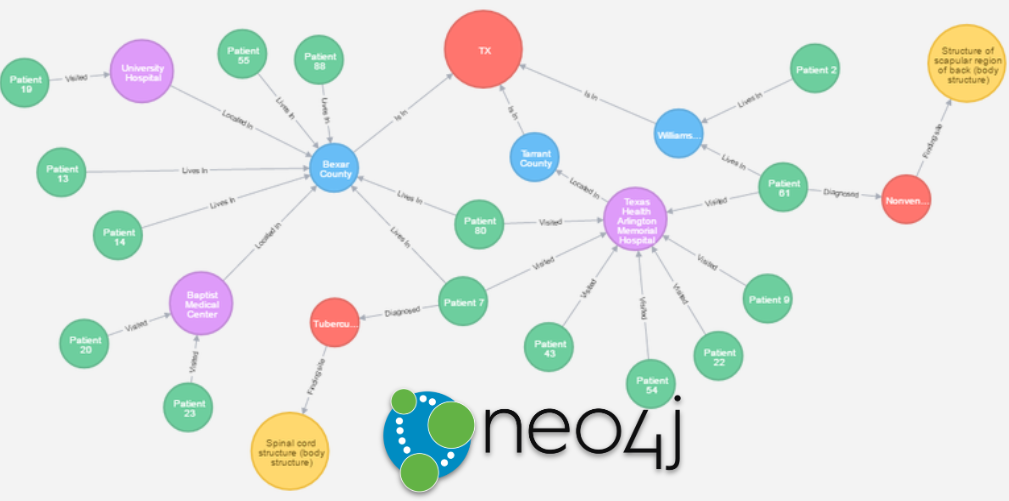 TX
Structure of
scapular region
of back (body
structure)
Patient
55
Patient
88
University
Hospital
Patient
19
Visited
Patient 2
Lives In
Lives In
Lives In
Located In
Is In
Is In
Is In
Williams...
Bexar
County
Tarrant
County
Finding site
Patient
13
Lives In
Lives In
Located In
Patient
61
Diagnosed
Nonven...
Visited
Lives In
Patient
14
Lives In
Patient
80
Visited
Texas
Health
Arlington
Memorial
Hospital
Located In
Lives In
Visited
Visited
Baptist
Medical
Center
Patient 7
Patient 9
Diagnosed
Tubercu...
Visited
Visited
Visited
Visited
Patient
20
Visited
Patient
43
Patient
22
Finding site
Patient
54
Patient
23
Spinal cord
structure (body
structure)
neo4j